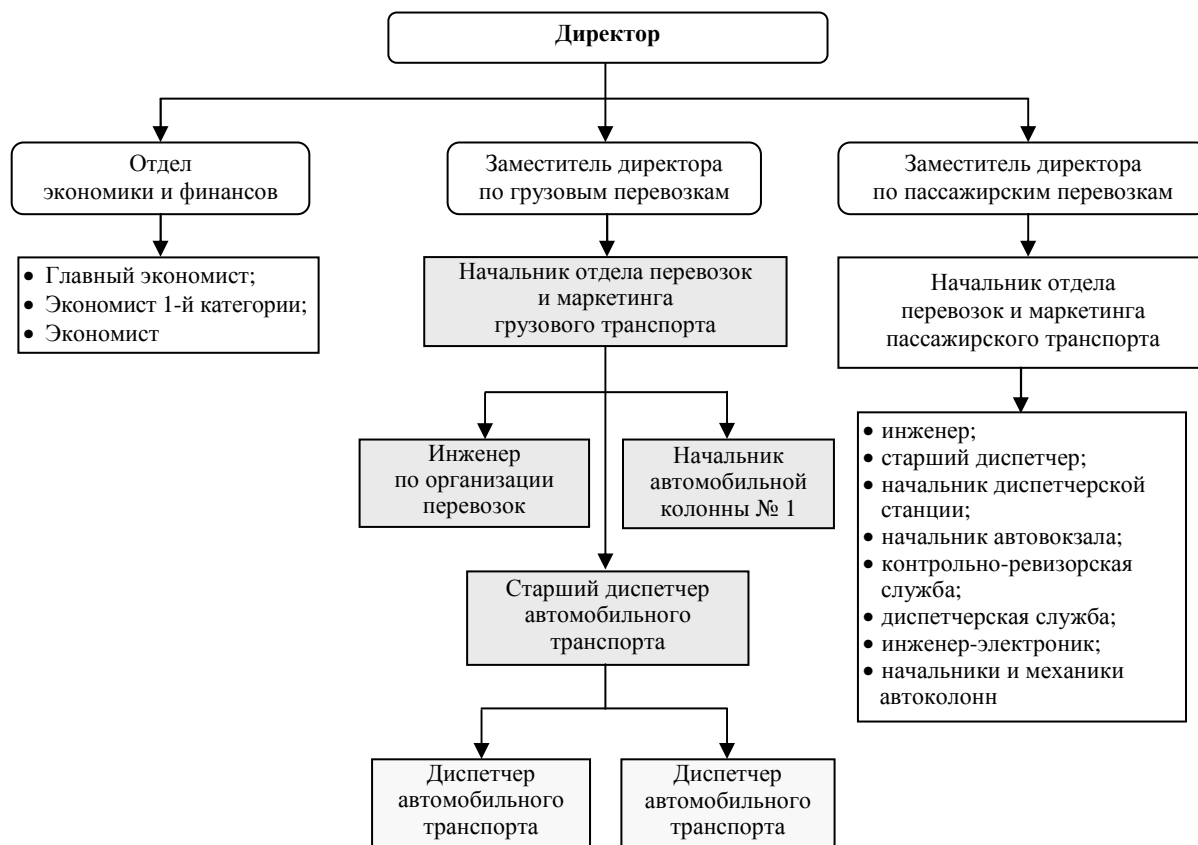 Директор
Отдел
экономики и финансов
Заместитель директора
по грузовым перевозкам
Заместитель директора
по пассажирским перевозкам
• Главный экономист;
• Экономист 1-й категории;
• Экономист
Начальник отдела перевозок
и маркетинга
грузового транспорта
Начальник отдела
перевозок и маркетинга
пассажирского транспорта
Инженер
по организации
перевозок
Начальник
автомобильной
колонны № 1
• инженер;
• старший диспетчер;
• начальник диспетчерской
станции;
• начальник автовокзала;
• контрольно-ревизорская
служба;
• диспетчерская служба;
• инженер-электроник;
• начальники и механики
автоколонн
Старший диспетчер
автомобильного
транспорта
Диспетчер
автомобильного
транспорта
Диспетчер
автомобильного
транспорта